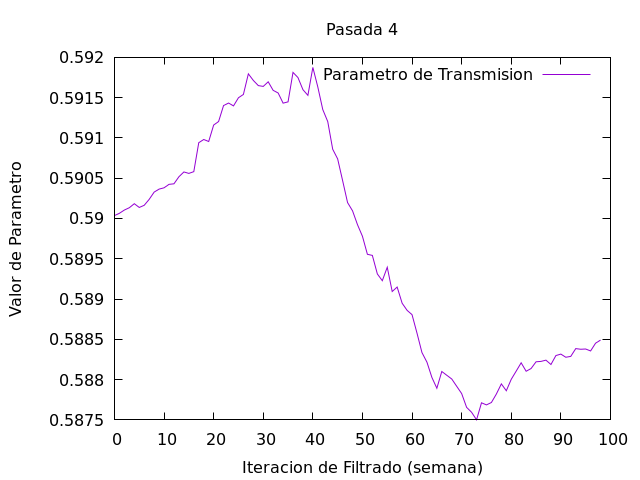 Pasada 4
Parametro de Transmision
0.592
0.5915
0.591
0.5905
0.59
0.5895
0.589
0.5885
0.588
0.5875
Valor de Parametro
0 10 20 30 40 50 60 70 80 90 100
Iteracion de Filtrado (semana)